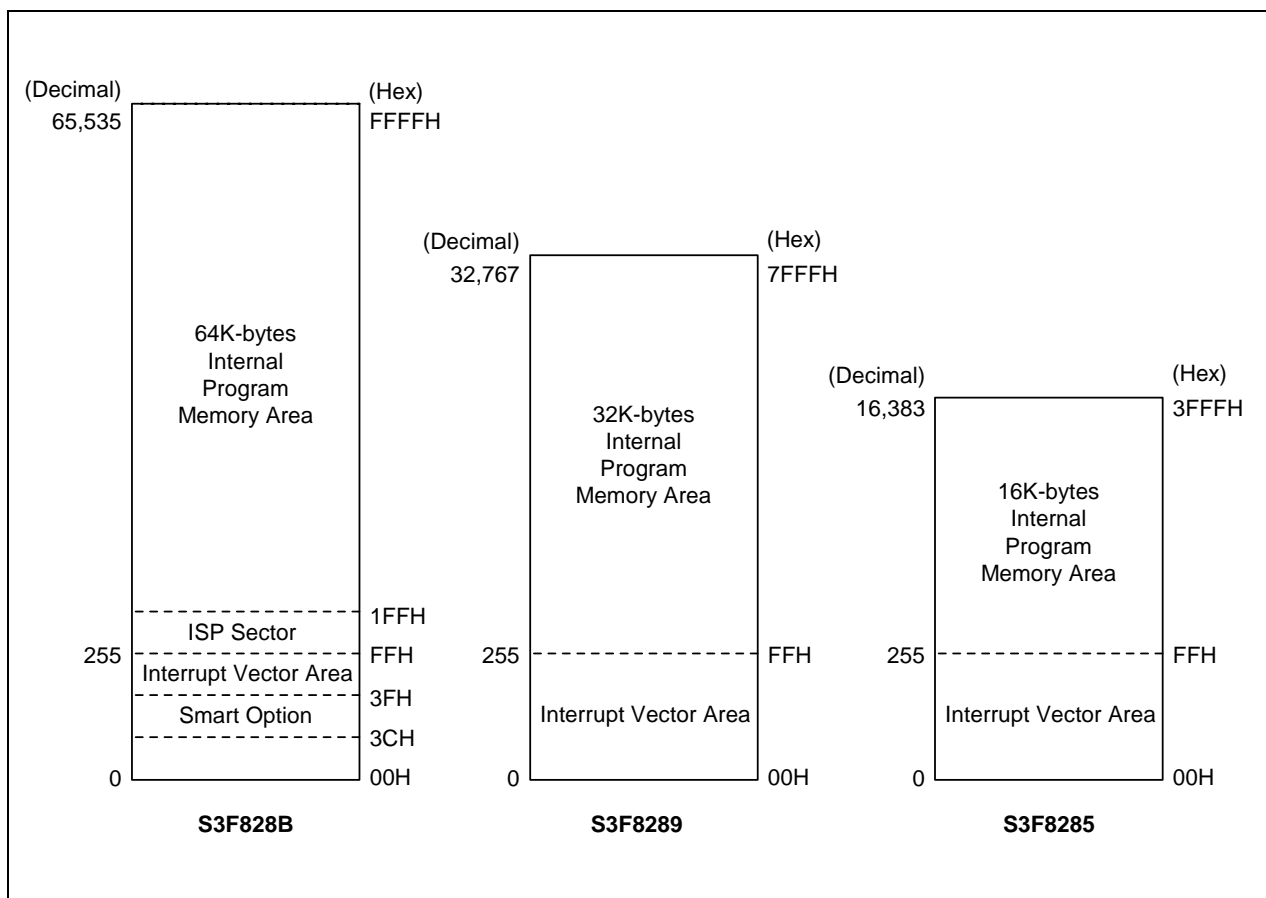 (Decimal)
(Hex)
65,535
FFFFH
64K-bytes
Internal
Program
Memory Area
1FFH
ISP Sector
255
FFH
Interrupt Vector Area
3FH
Smart Option
3CH
0
00H
S3F828B
(Decimal)
(Hex)
32,767
7FFFH
32K-bytes
Internal
Program
Memory Area
255
FFH
Interrupt Vector Area
0
00H
S3F8289
(Decimal)
(Hex)
16,383
3FFFH
16K-bytes
Internal
Program
Memory Area
255
FFH
Interrupt Vector Area
0
00H
S3F8285